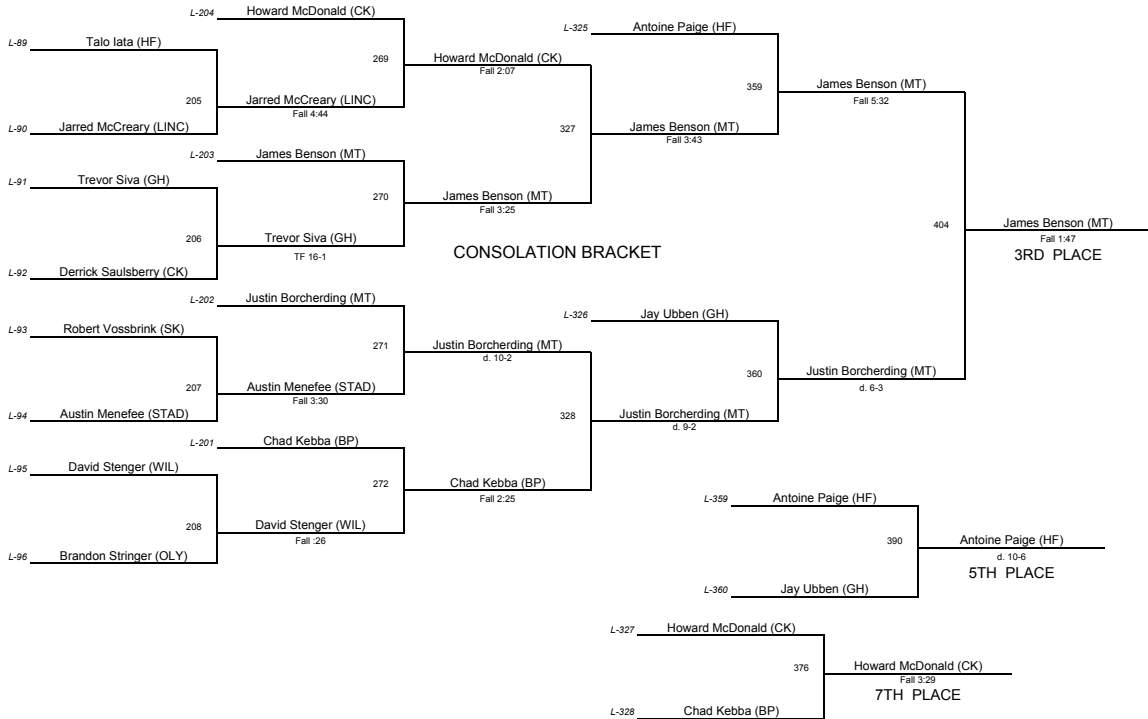 L-204 Howard McDonald (CK)
L-325 Antoine Paige (HF)
L-89 Talo Iata (HF)
269 Howard McDonald (CK)
Fall 2:07
359 James Benson (MT)
Fall 5:32
205 Jarred McCreary (LINC)
Fall 4:44
L-90 Jarred McCreary (LINC)
327 James Benson (MT)
Fall 3:43
L-203 James Benson (MT)
L-91 Trevor Siva (GH)
270 James Benson (MT)
Fall 3:25
404 James Benson (MT)
Fall 1:47
3RD PLACE
206 Trevor Siva (GH)
TF 16-1
CONSOLATION BRACKET
L-92 Derrick Saulsberry (CK)
L-202 Justin Borcherding (MT)
L-326 Jay Ubben (GH)
L-93 Robert Vossbrink (SK)
271 Justin Borcherding (MT)
d. 10-2
360 Justin Borcherding (MT)
d. 6-3
207 Austin Menefee (STAD)
Fall 3:30
L-94 Austin Menefee (STAD)
328 Justin Borcherding (MT)
d. 9-2
L-201 Chad Kebba (BP)
L-95 David Stenger (WIL)
272 Chad Kebba (BP)
Fall 2:25
L-359 Antoine Paige (HF)
208 David Stenger (WIL)
Fall :26
390 Antoine Paige (HF)
d. 10-6
5TH PLACE
L-96 Brandon Stringer (OLY)
L-360 Jay Ubben (GH)
L-327 Howard McDonald (CK)
376 Howard McDonald (CK)
Fall 3:29
7TH PLACE
L-328 Chad Kebba (BP)